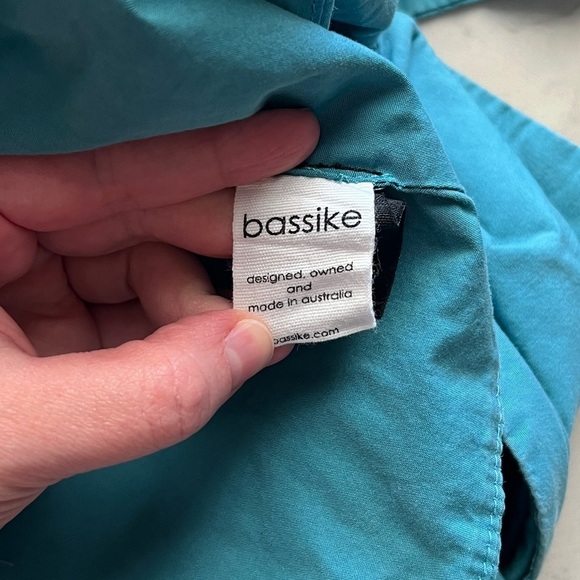 bassike
designed, owned
and
made in australia
bassike.com